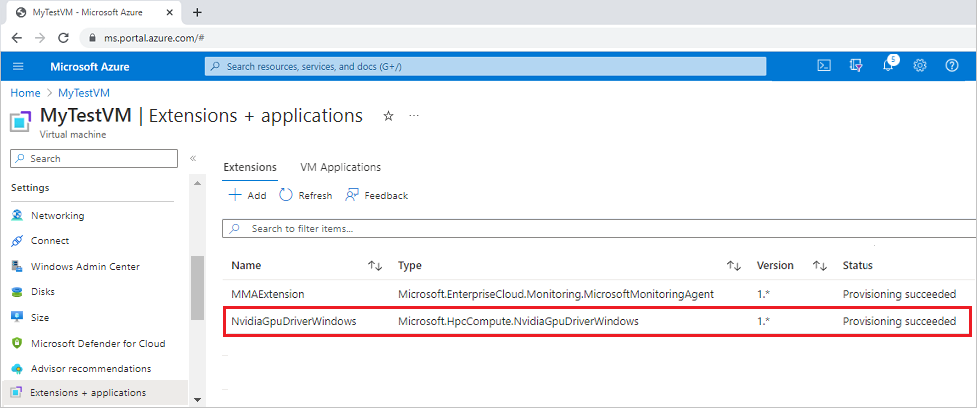 MyTestVM - Microsoft Azure
ms.portal.azure.com/#
Microsoft Azure
Search resources, services, and docs (G+/)
5
Home > MyTestVM
MyTestVM | Extensions + applications
Virtual machine
Search
Settings
Networking
Connect
Windows Admin Center
Disks
Size
Microsoft Defender for Cloud
Advisor recommendations
Extensions + applications
Extensions VM Applications
Add Refresh Feedback
Search to filter items...
Name Type Version Status
MMAExtension Microsoft.EnterpriseCloud.Monitoring.MicrosoftMonitoringAgent 1.* Provisioning succeeded
NvidiaGpuDriverWindows Microsoft.HpcCompute.NvidiaGpuDriverWindows 1.* Provisioning succeeded